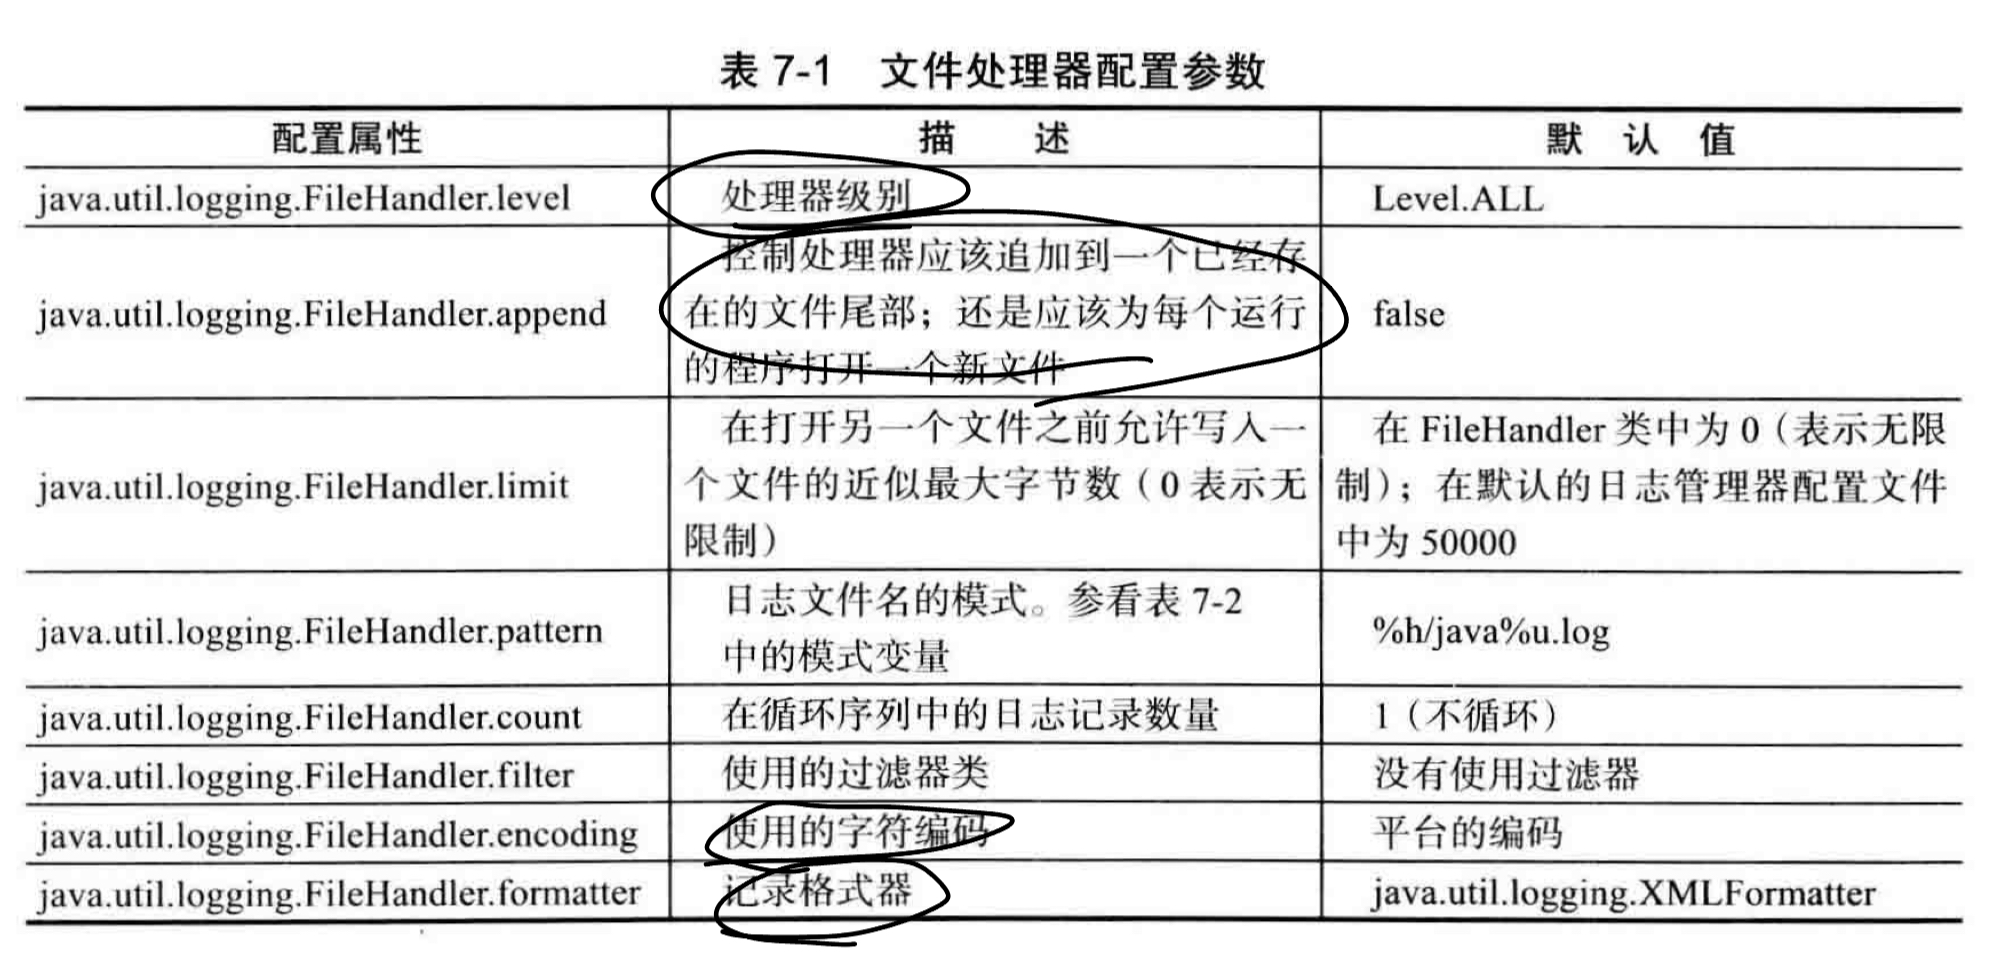 表 7-1 文件处理器配置参数
配置属性 描 述 默 认 值
java.util.logging.FileHandler.level 处理器级别 Level.ALL
java.util.logging.FileHandler.append 控制处理器应该追加到一个已经存
在的文件尾部；还是应该为每个运行
的程序打开一个新文件 false
java.util.logging.FileHandler.limit 在打开另一个文件之前允许写入一
个文件的近似最大字节数（0 表示无
限制） 在 FileHandler 类中为 0（表示无限
制）；在默认的日志管理器配置文件
中为 50000
java.util.logging.FileHandler.pattern 日志文件名的模式。参看表 7-2
中的模式变量 %h/java%u.log
java.util.logging.FileHandler.count 在循环序列中的日志记录数量 1（不循环）
java.util.logging.FileHandler.filter 使用的过滤器类 没有使用过滤器
java.util.logging.FileHandler.encoding 使用的字符编码 平台的编码
java.util.logging.FileHandler.formatter 记录格式器 java.util.logging.XMLFormatter